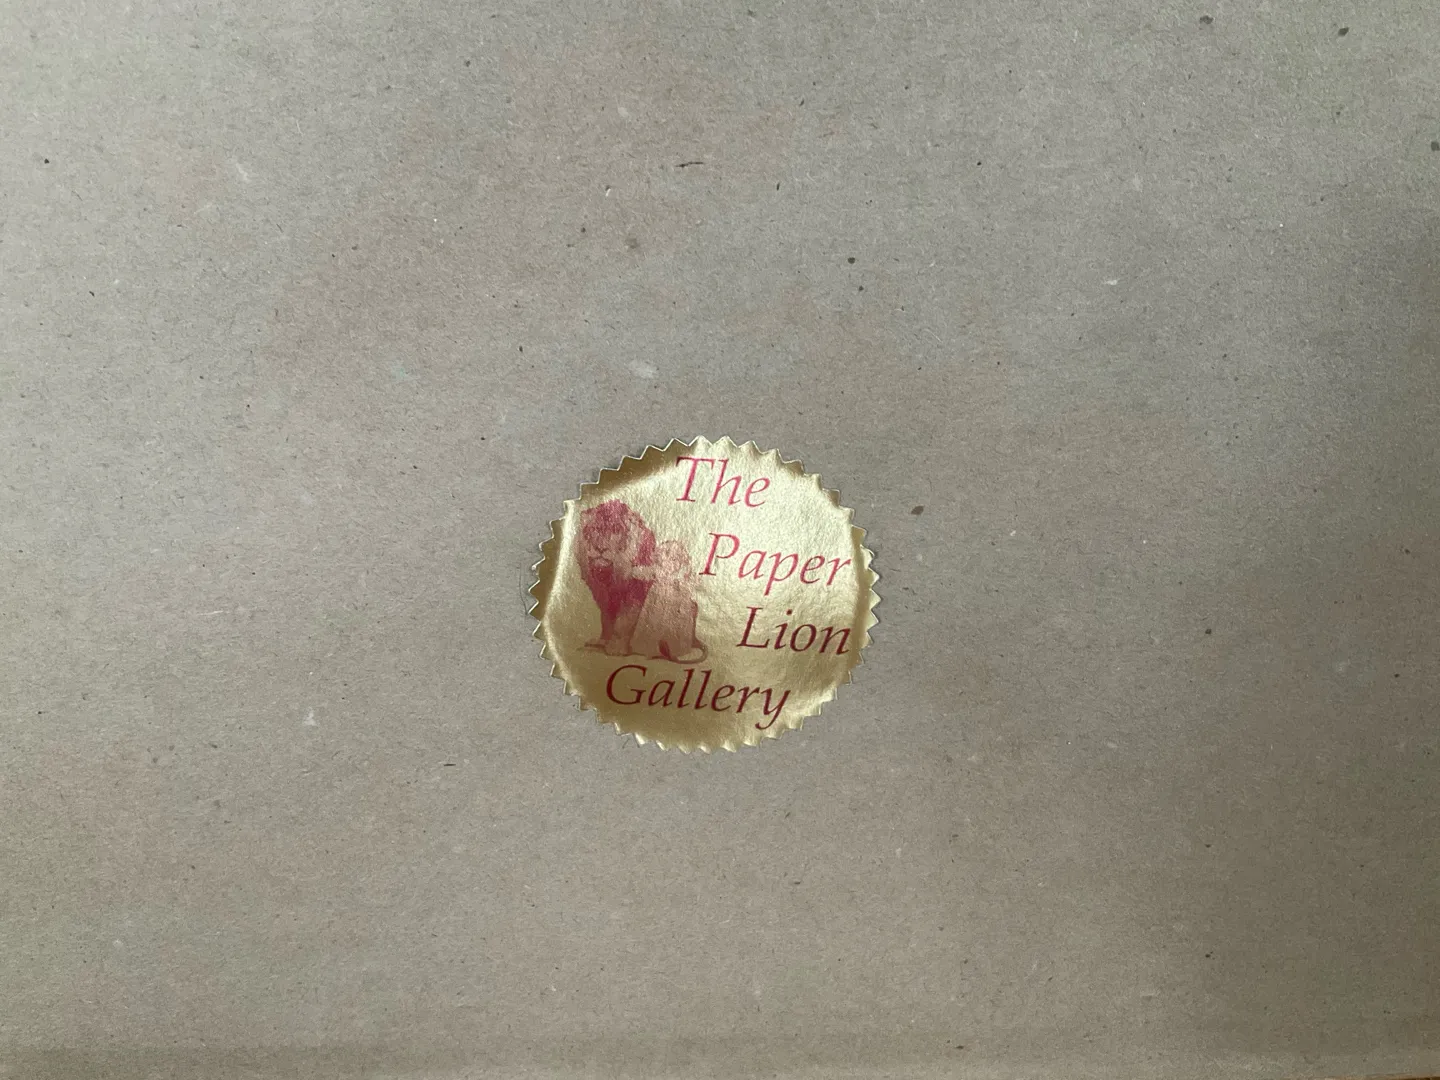 The
Paper
Lion
Gallery